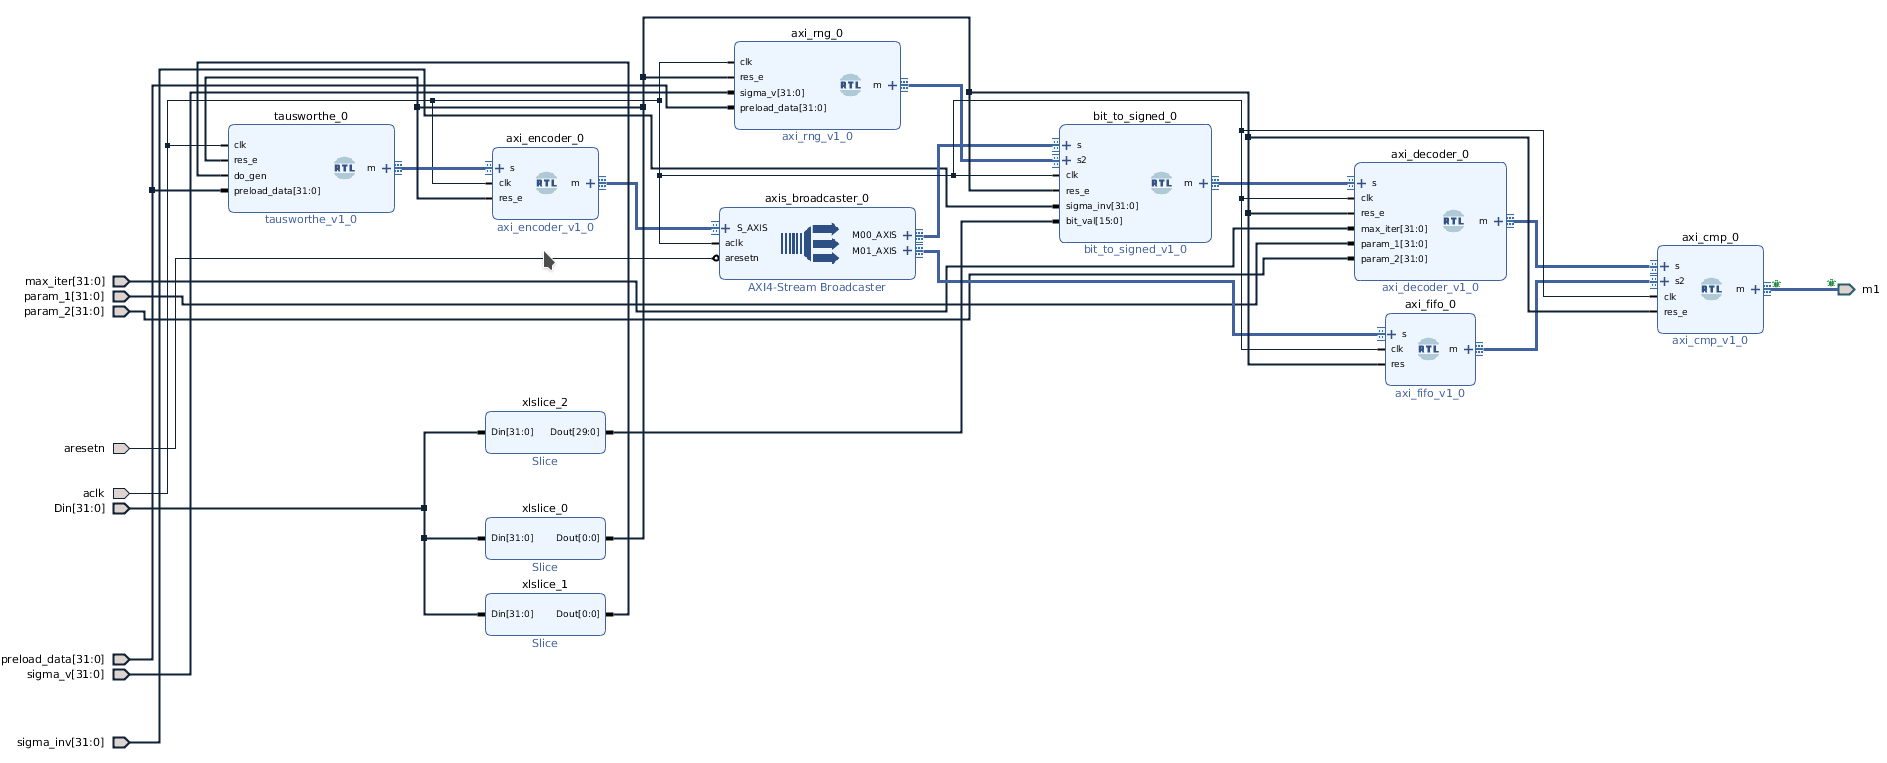 axi_rng_0
clk
res_e
sigma_v[31:0]
preload_data[31:0]
RTL
m
axi_rng_v1_0
tausworthe_0
clk
res_e
do_gen
preload_data[31:0]
RTL
m
tausworthe_v1_0
axi_encoder_0
s
clk
res_e
RTL
m
axi_encoder_v1_0
axis_broadcaster_0
S_AXIS
aclk
aresetn
M00_AXIS
M01_AXIS
AXI4-Stream Broadcaster
bit_to_signed_0
s
s2
clk
res_e
sigma_inv[31:0]
bit_val[15:0]
RTL
m
bit_to_signed_v1_0
axi_decoder_0
s
clk
res_e
max_iter[31:0]
param_1[31:0]
param_2[31:0]
RTL
m
axi_decoder_v1_0
axi_fifo_0
s
clk
res
RTL
m
axi_fifo_v1_0
axi_cmp_0
s
s2
clk
res_e
RTL
m
axi_cmp_v1_0
m1
max_iter[31:0]
param_1[31:0]
param_2[31:0]
xlslice_2
Din[31:0] Dout[29:0]
Slice
aresetn
aclk
Din[31:0]
xlslice_0
Din[31:0] Dout[0:0]
Slice
xlslice_1
Din[31:0] Dout[0:0]
Slice
preload_data[31:0]
sigma_v[31:0]
sigma_inv[31:0]